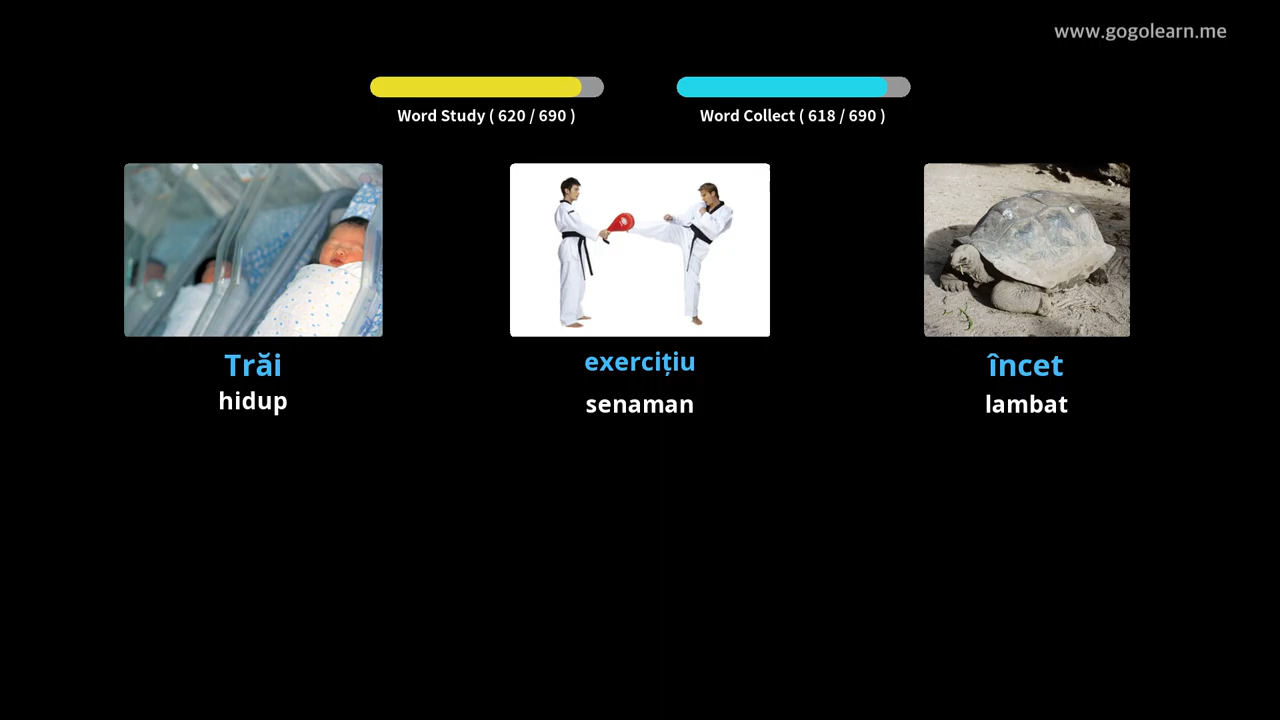 www.gogolearn.me
Word Study ( 620 / 690 )
Word Collect ( 618 / 690 )
Trăi
hidup
exercițiu
senaman
încet
lambat